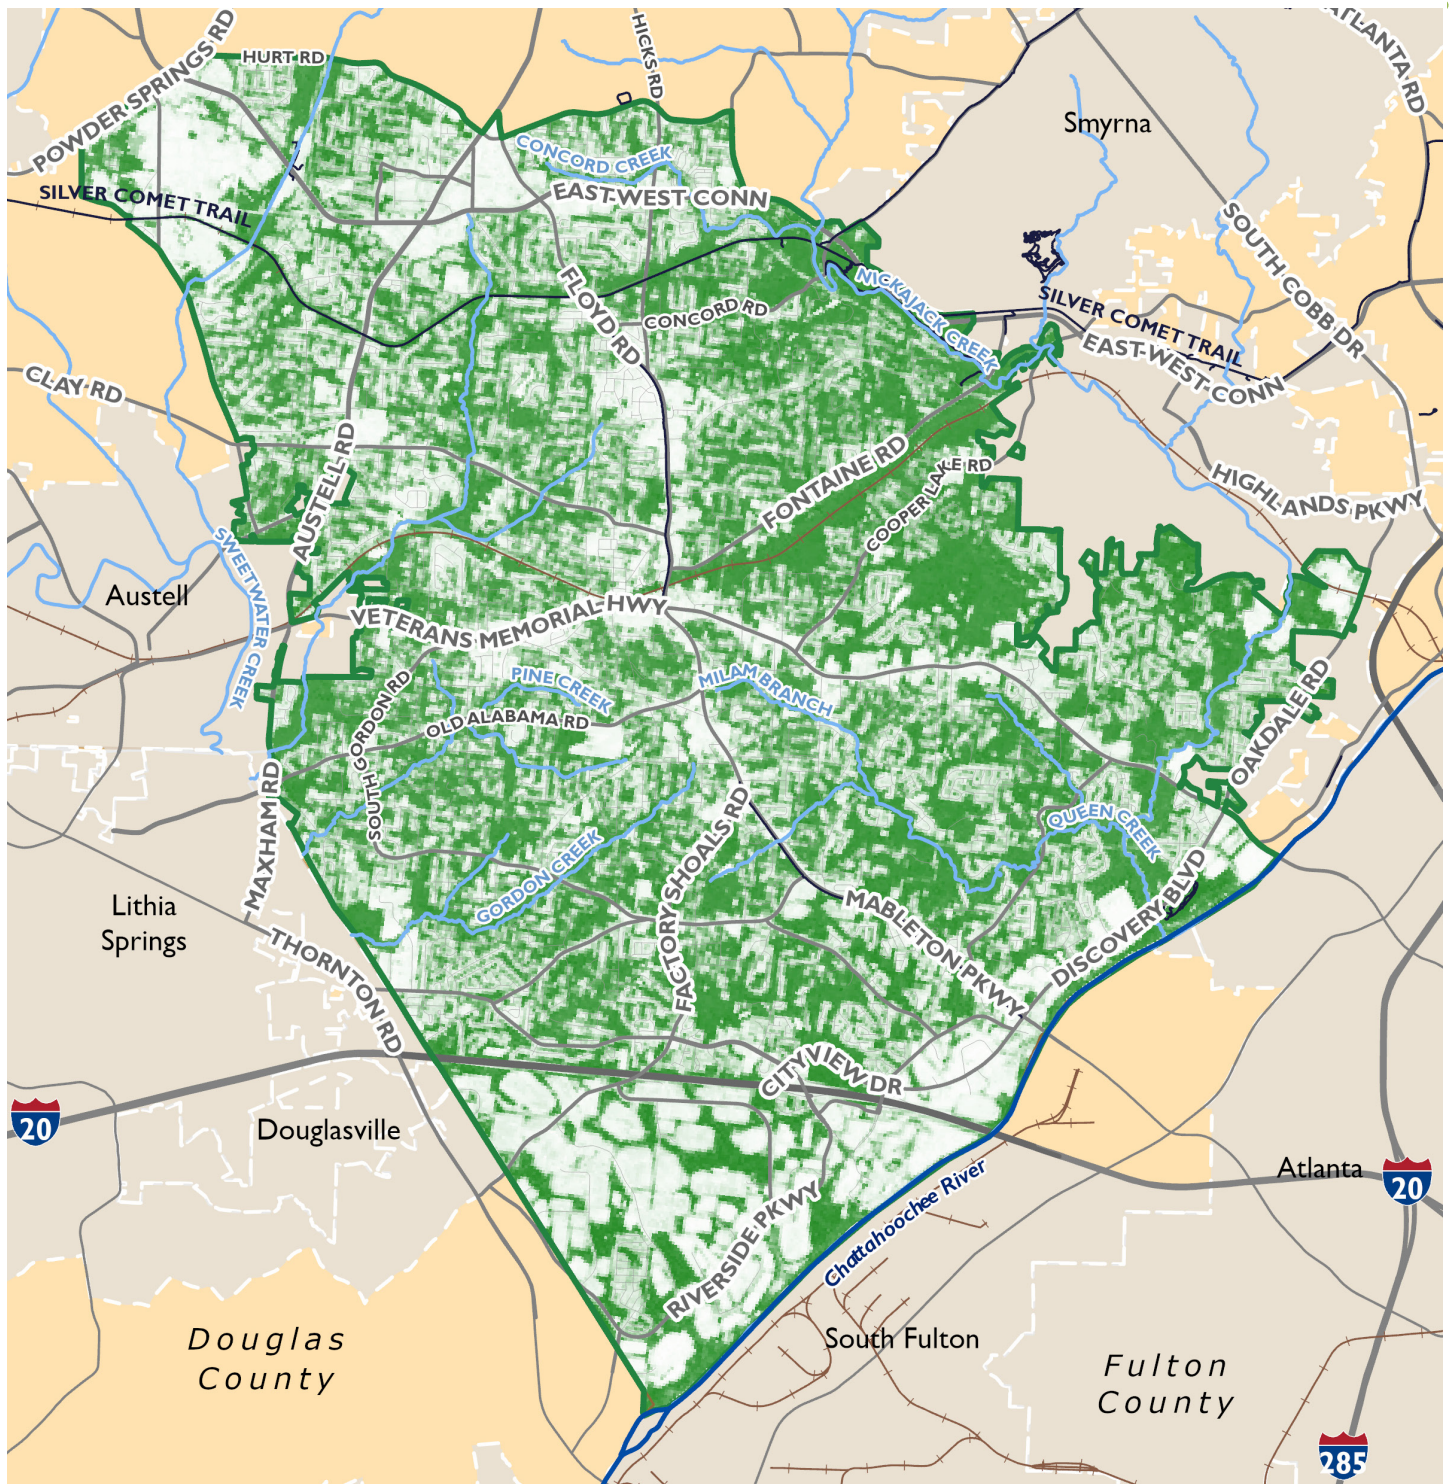 ATLANTA RD
POWDER SPRINGS RD
HURT RD
HICKS RD
Smyrna
CONCORD CREEK
SILVER COMET TRAIL
EAST-WEST CONN
SOUTH COBB DR
FLOYD RD
NICKAJACK CREEK
CONCORD RD
SILVER COMET TRAIL
EAST-WEST CONN
CLAY RD
AUSTELL RD
FONTAINE RD
COOPER LAKE RD
HIGHLANDS PKWY
Austell
SWEETWATER CREEK
VETERANS MEMORIAL HWY
PINE CREEK
MILAM BRANCH
SOUTH GORDON RD
OLD ALABAMA RD
OAKDALE RD
MAXHAM RD
QUEEN CREEK
FACTORY SHOALS RD
GORDON CREEK
Lithia
Springs
MABLETON PKWY
DISCOVERY BLVD
THORNTON RD
CITYVIEW DR
20
Douglasville
Atlanta
20
Chattahoochee River
RIVERSIDE PKWY
South Fulton
Douglas
County
Fulton
County
285